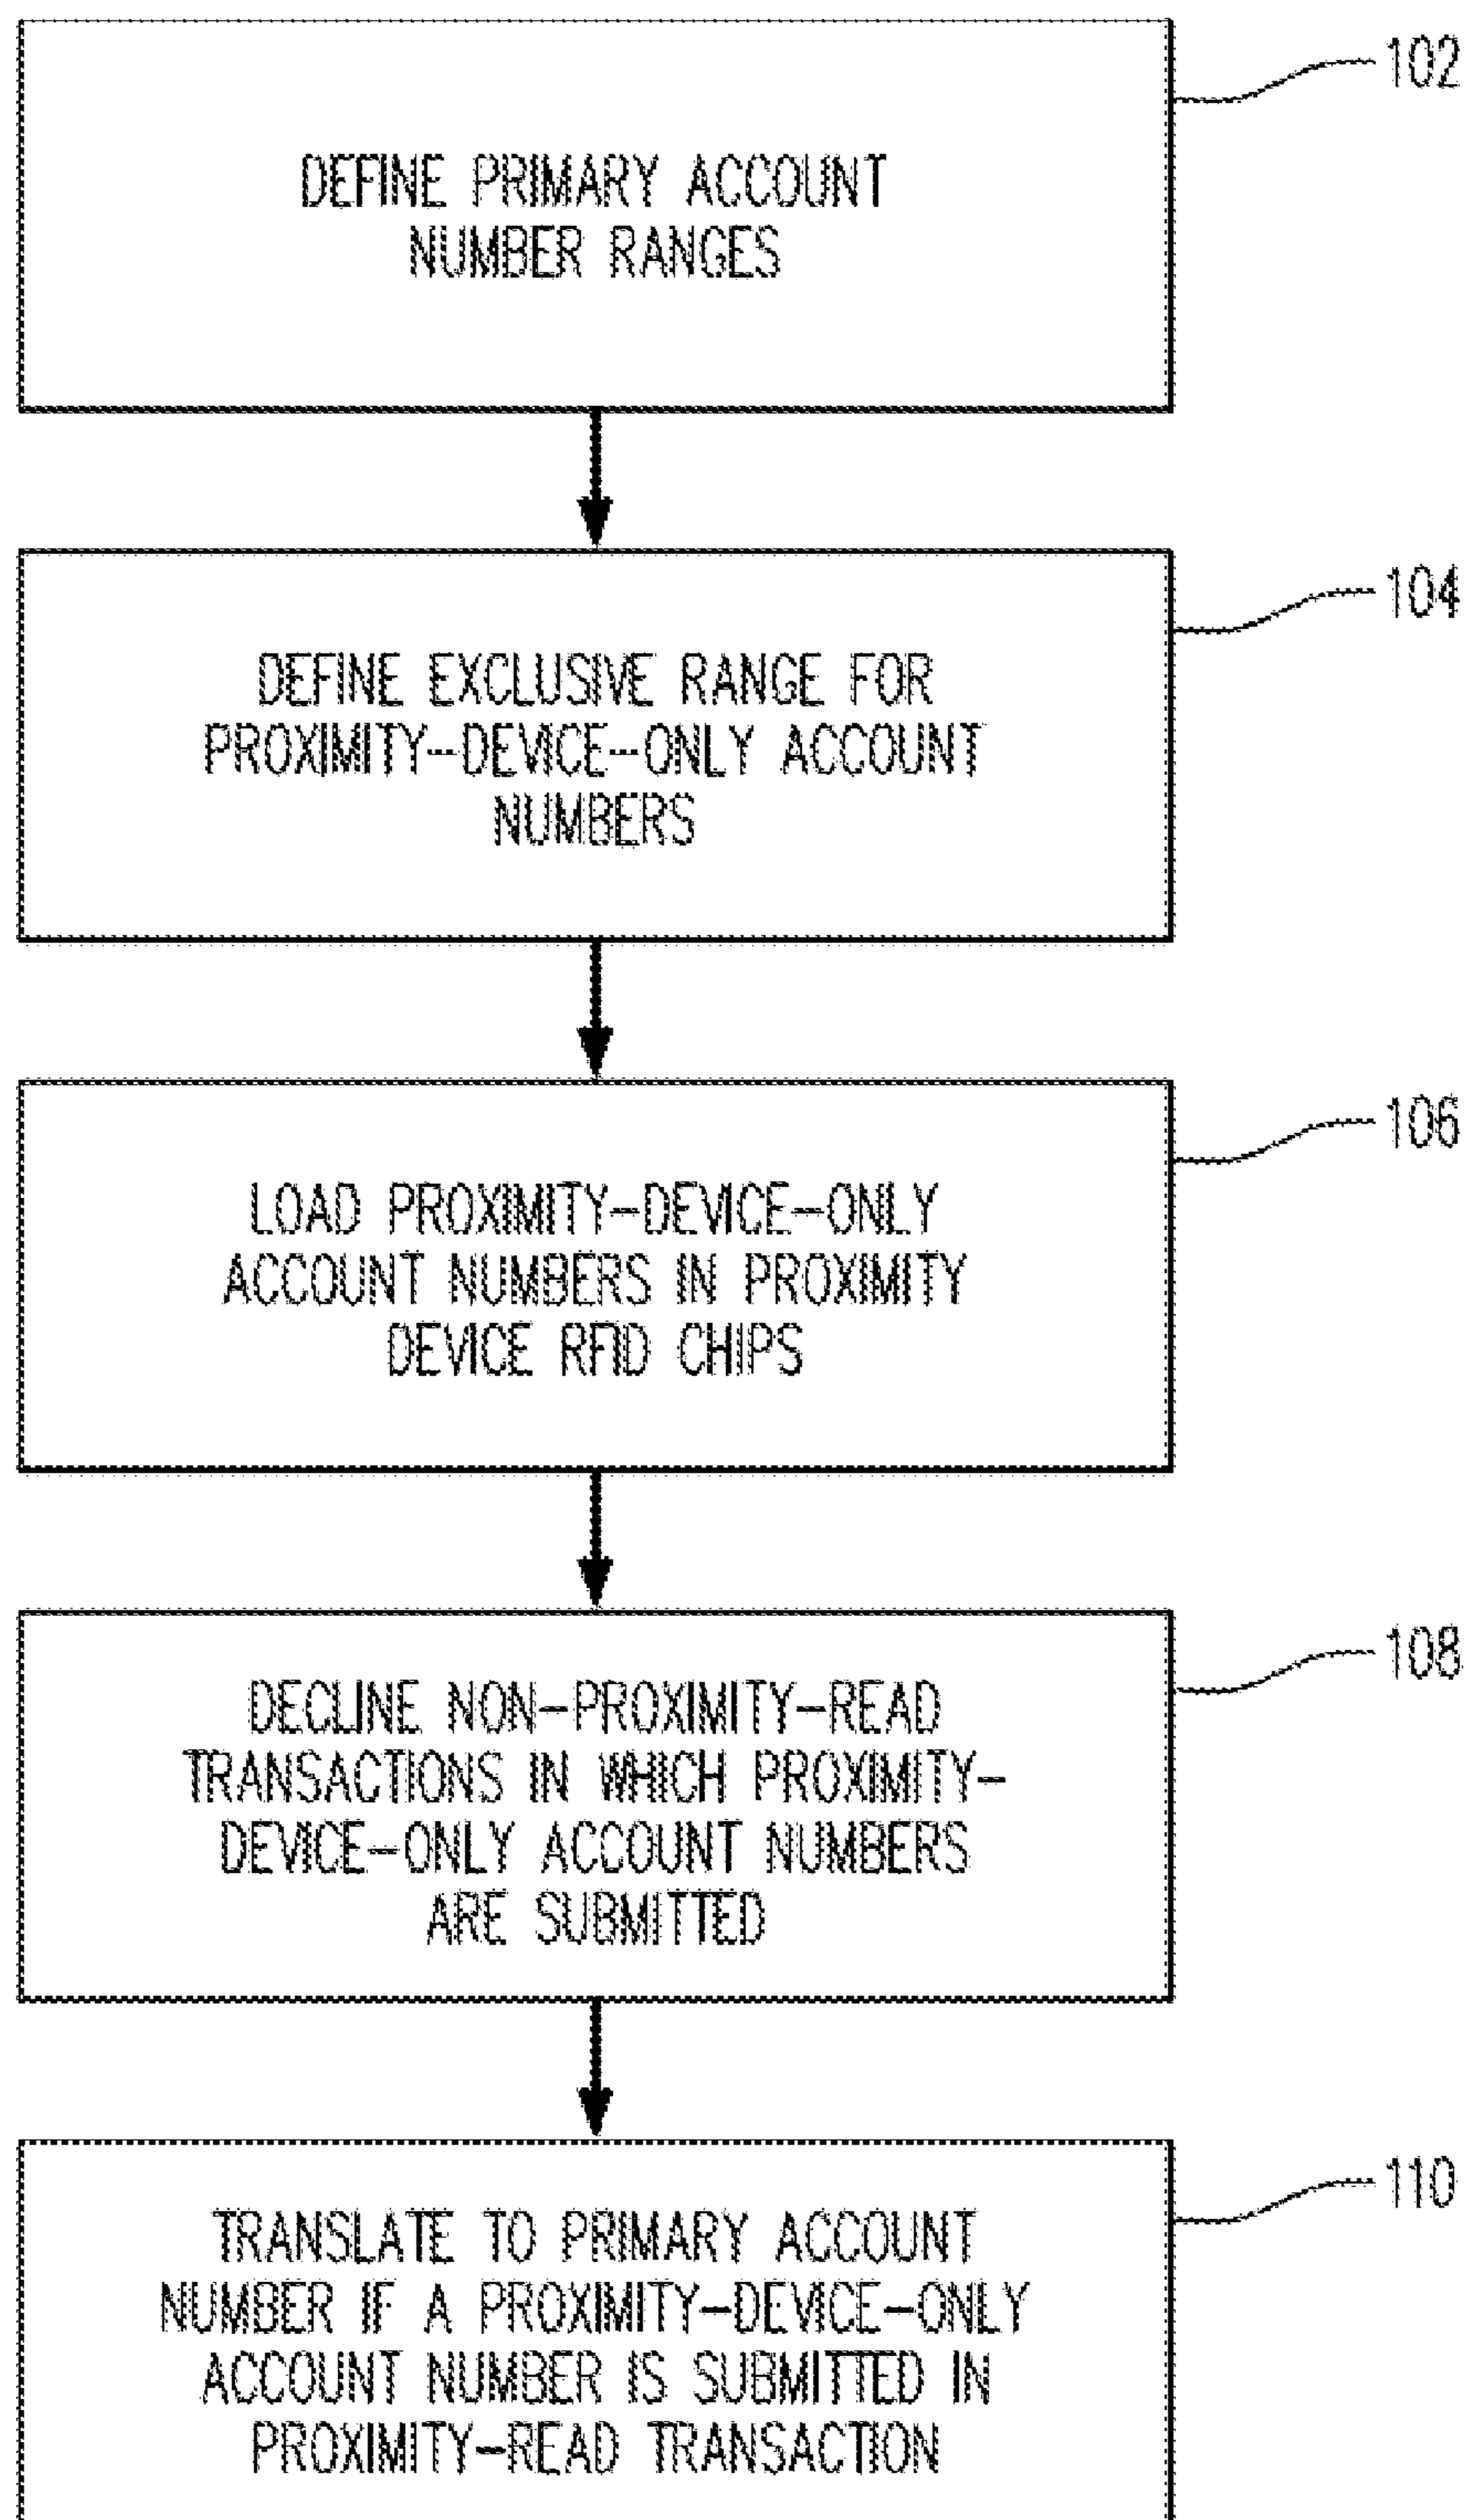 102
DEFINE PRIMARY ACCOUNT
NUMBER RANGES
104
DEFINE EXCLUSIVE RANGE FOR
PROXIMITY-DEVICE-ONLY ACCOUNT
NUMBERS
106
LOAD PROXIMITY-DEVICE-ONLY
ACCOUNT NUMBERS IN PROXIMITY
DEVICE RFID CHIPS
108
DECLINE NON-PROXIMITY-READ
TRANSACTIONS IN WHICH PROXIMITY-
DEVICE-ONLY ACCOUNT NUMBERS
ARE SUBMITTED
110
TRANSLATE TO PRIMARY ACCOUNT
NUMBER IF A PROXIMITY-DEVICE-ONLY
ACCOUNT NUMBER IS SUBMITTED IN
PROXIMITY-READ TRANSACTION